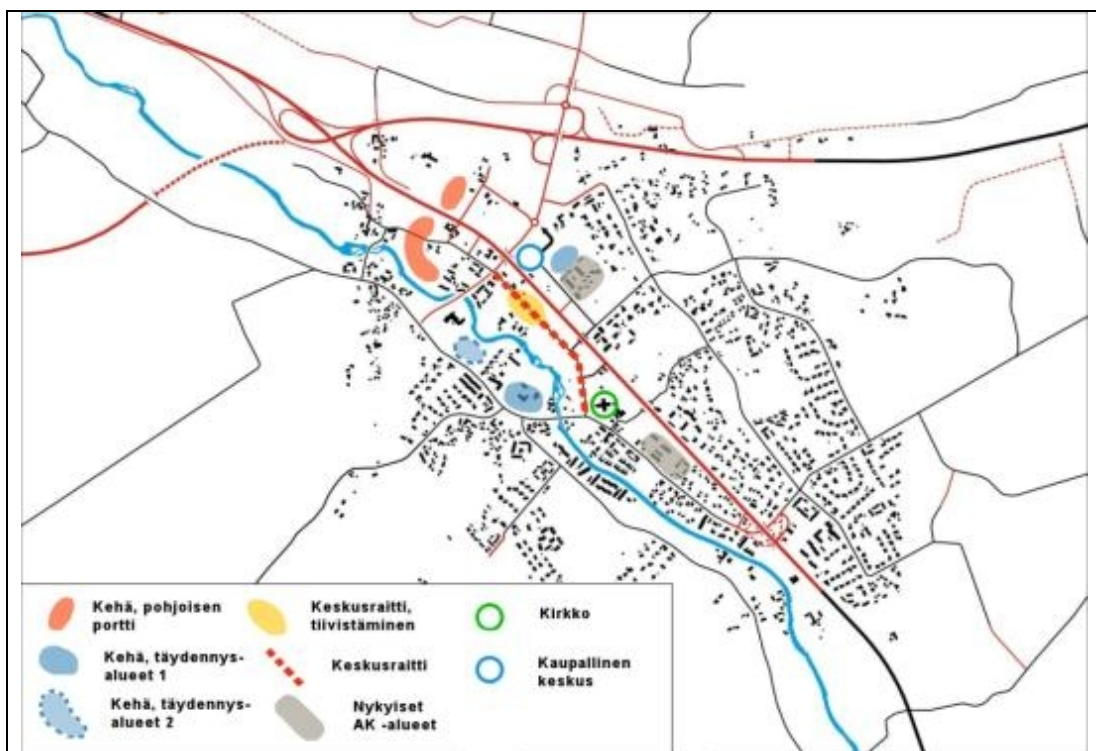 Kehä, pohjoisen
portti
Keskusraitti,
tiivistäminen
Kirkko
Kehä, täydennys-
alueet 1
Keskusraitti
Kaupallinen
keskus
Kehä, täydennys-
alueet 2
Nykyiset
AK -alueet